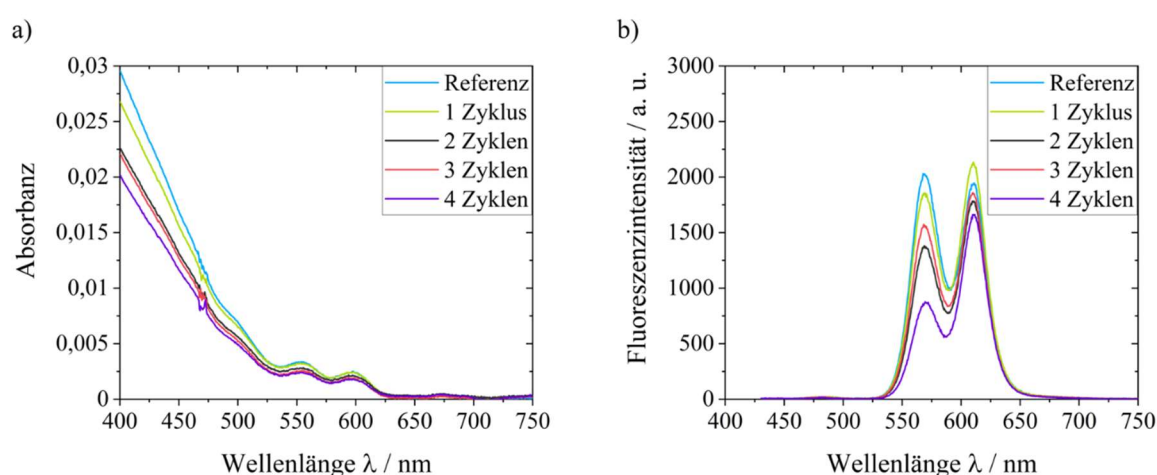 a)
0,03
0,025
0,02
0,015
0,01
0,005
0
Absorbanz
Referenz
1 Zyklus
2 Zyklen
3 Zyklen
4 Zyklen
400 450 500 550 600 650 700 750
Wellenlänge λ / nm
b)
3000
2500
2000
1500
1000
500
0
Fluoreszenzintensität / a. u.
Referenz
1 Zyklus
2 Zyklen
3 Zyklen
4 Zyklen
400 450 500 550 600 650 700 750
Wellenlänge λ / nm